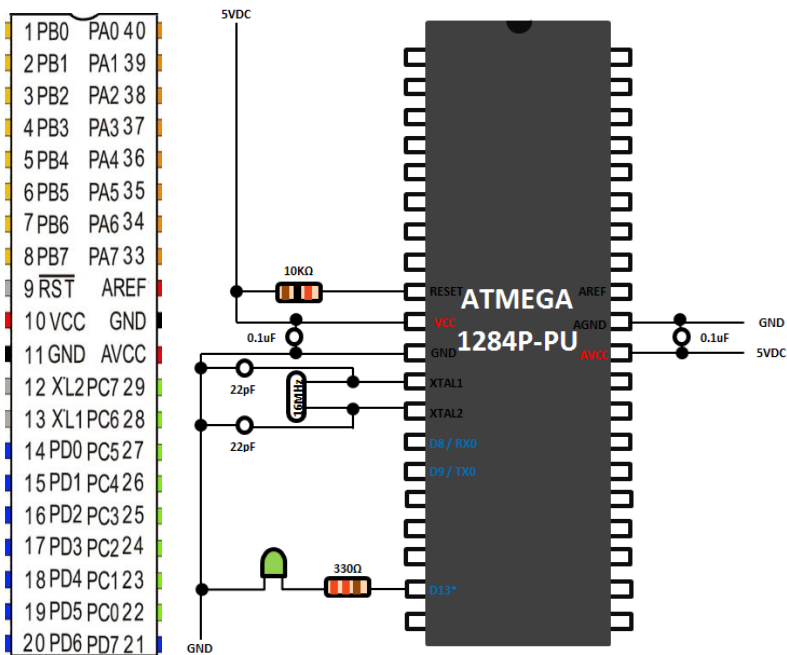 1 PB0 PA0 40
2 PB1 PA1 39
3 PB2 PA2 38
4 PB3 PA3 37
5 PB4 PA4 36
6 PB5 PA5 35
7 PB6 PA6 34
8 PB7 PA7 33
9 RST AREF
10 VCC GND
11 GND AVCC
12 X'L2 PC7 29
13 X'L1 PC6 28
14 PD0 PC5 27
15 PD1 PC4 26
16 PD2 PC3 25
17 PD3 PC2 24
18 PD4 PC1 23
19 PD5 PC0 22
20 PD6 PD7 21
5VDC
10KΩ
0.1uF
22pF
16MHz
22pF
330Ω
GND
RESET
VCC
GND
XTAL1
XTAL2
D8 / RX0
D9 / TX0
D13*
ATMEGA
1284P-PU
AREF
AGND
AVCC
GND
0.1uF
5VDC